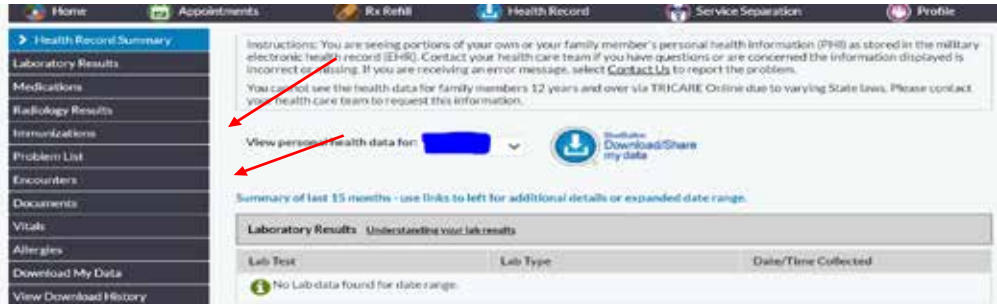 Home Appointments Rx Refill Health Record Service Separation Profile
Health Record Summary
Laboratory Results
Medications
Radiology Results
Immunizations
Problem List
Encounters
Documents
Vitals
Allergies
Download My Data
View Download History
Instructions: You are seeing portions of your own or your family member's personal health information (PHI) as stored in the military
electronic health record (EHR). Contact your health care team if you have questions or are concerned the information displayed is
incorrect or missing. If you are receiving an error message, select Contact Us to report the problem.
You cannot see the health data for family members 12 years and over via TRICARE Online due to varying State laws. Please contact
your health care team to request this information.
View personal health data for:
Download/Share
my data
Summary of last 15 months - use links to left for additional details or expanded date range.
Laboratory Results Understanding your lab results
Lab Test Lab Type Date/Time Collected
No Lab data found for date range.